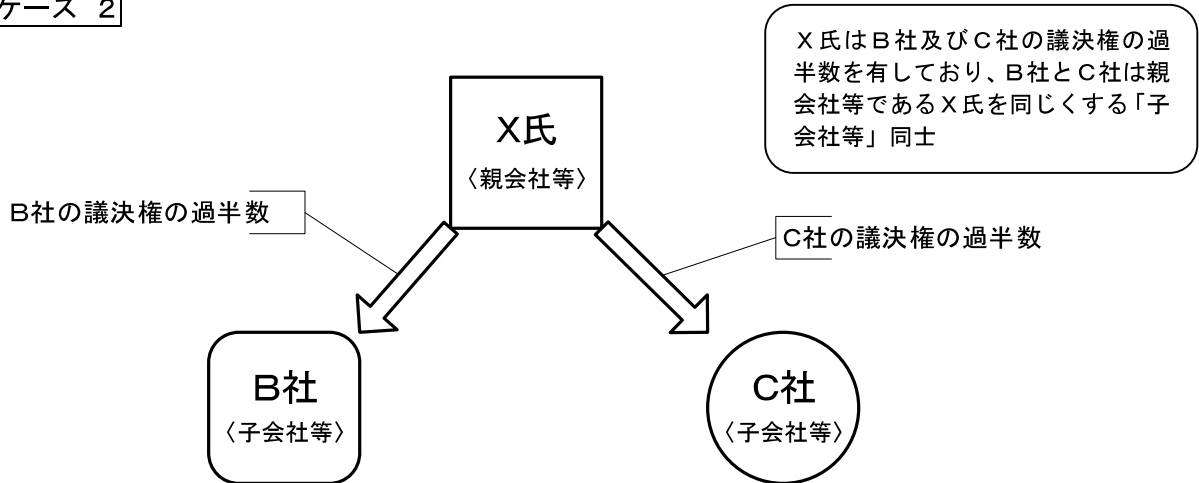 ケース 2
X氏はB社及びC社の議決権の過
半数を有しており、B社とC社は親
会社等であるX氏を同じくする「子
会社等」同士
X氏
〈親会社等〉
B社の議決権の過半数
C社の議決権の過半数
B社
〈子会社等〉
C社
〈子会社等〉